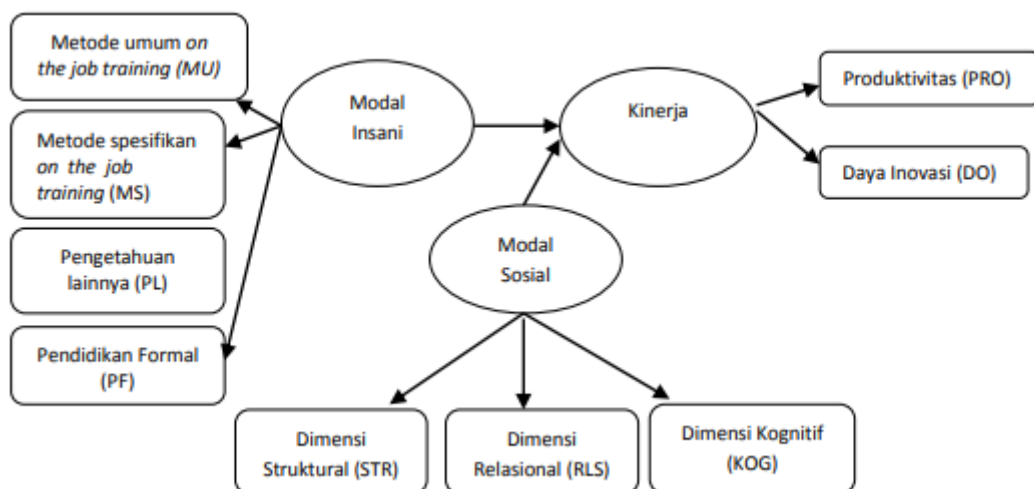 Metode umum on
the job training (MU)
Metode spesifikan
on the job
training (MS)
Pengetahuan
lainnya (PL)
Pendidikan Formal
(PF)
Modal
Insani
Kinerja
Modal
Sosial
Produktivitas (PRO)
Daya Inovasi (DO)
Dimensi
Struktural (STR)
Dimensi
Relasional (RLS)
Dimensi Kognitif
(KOG)